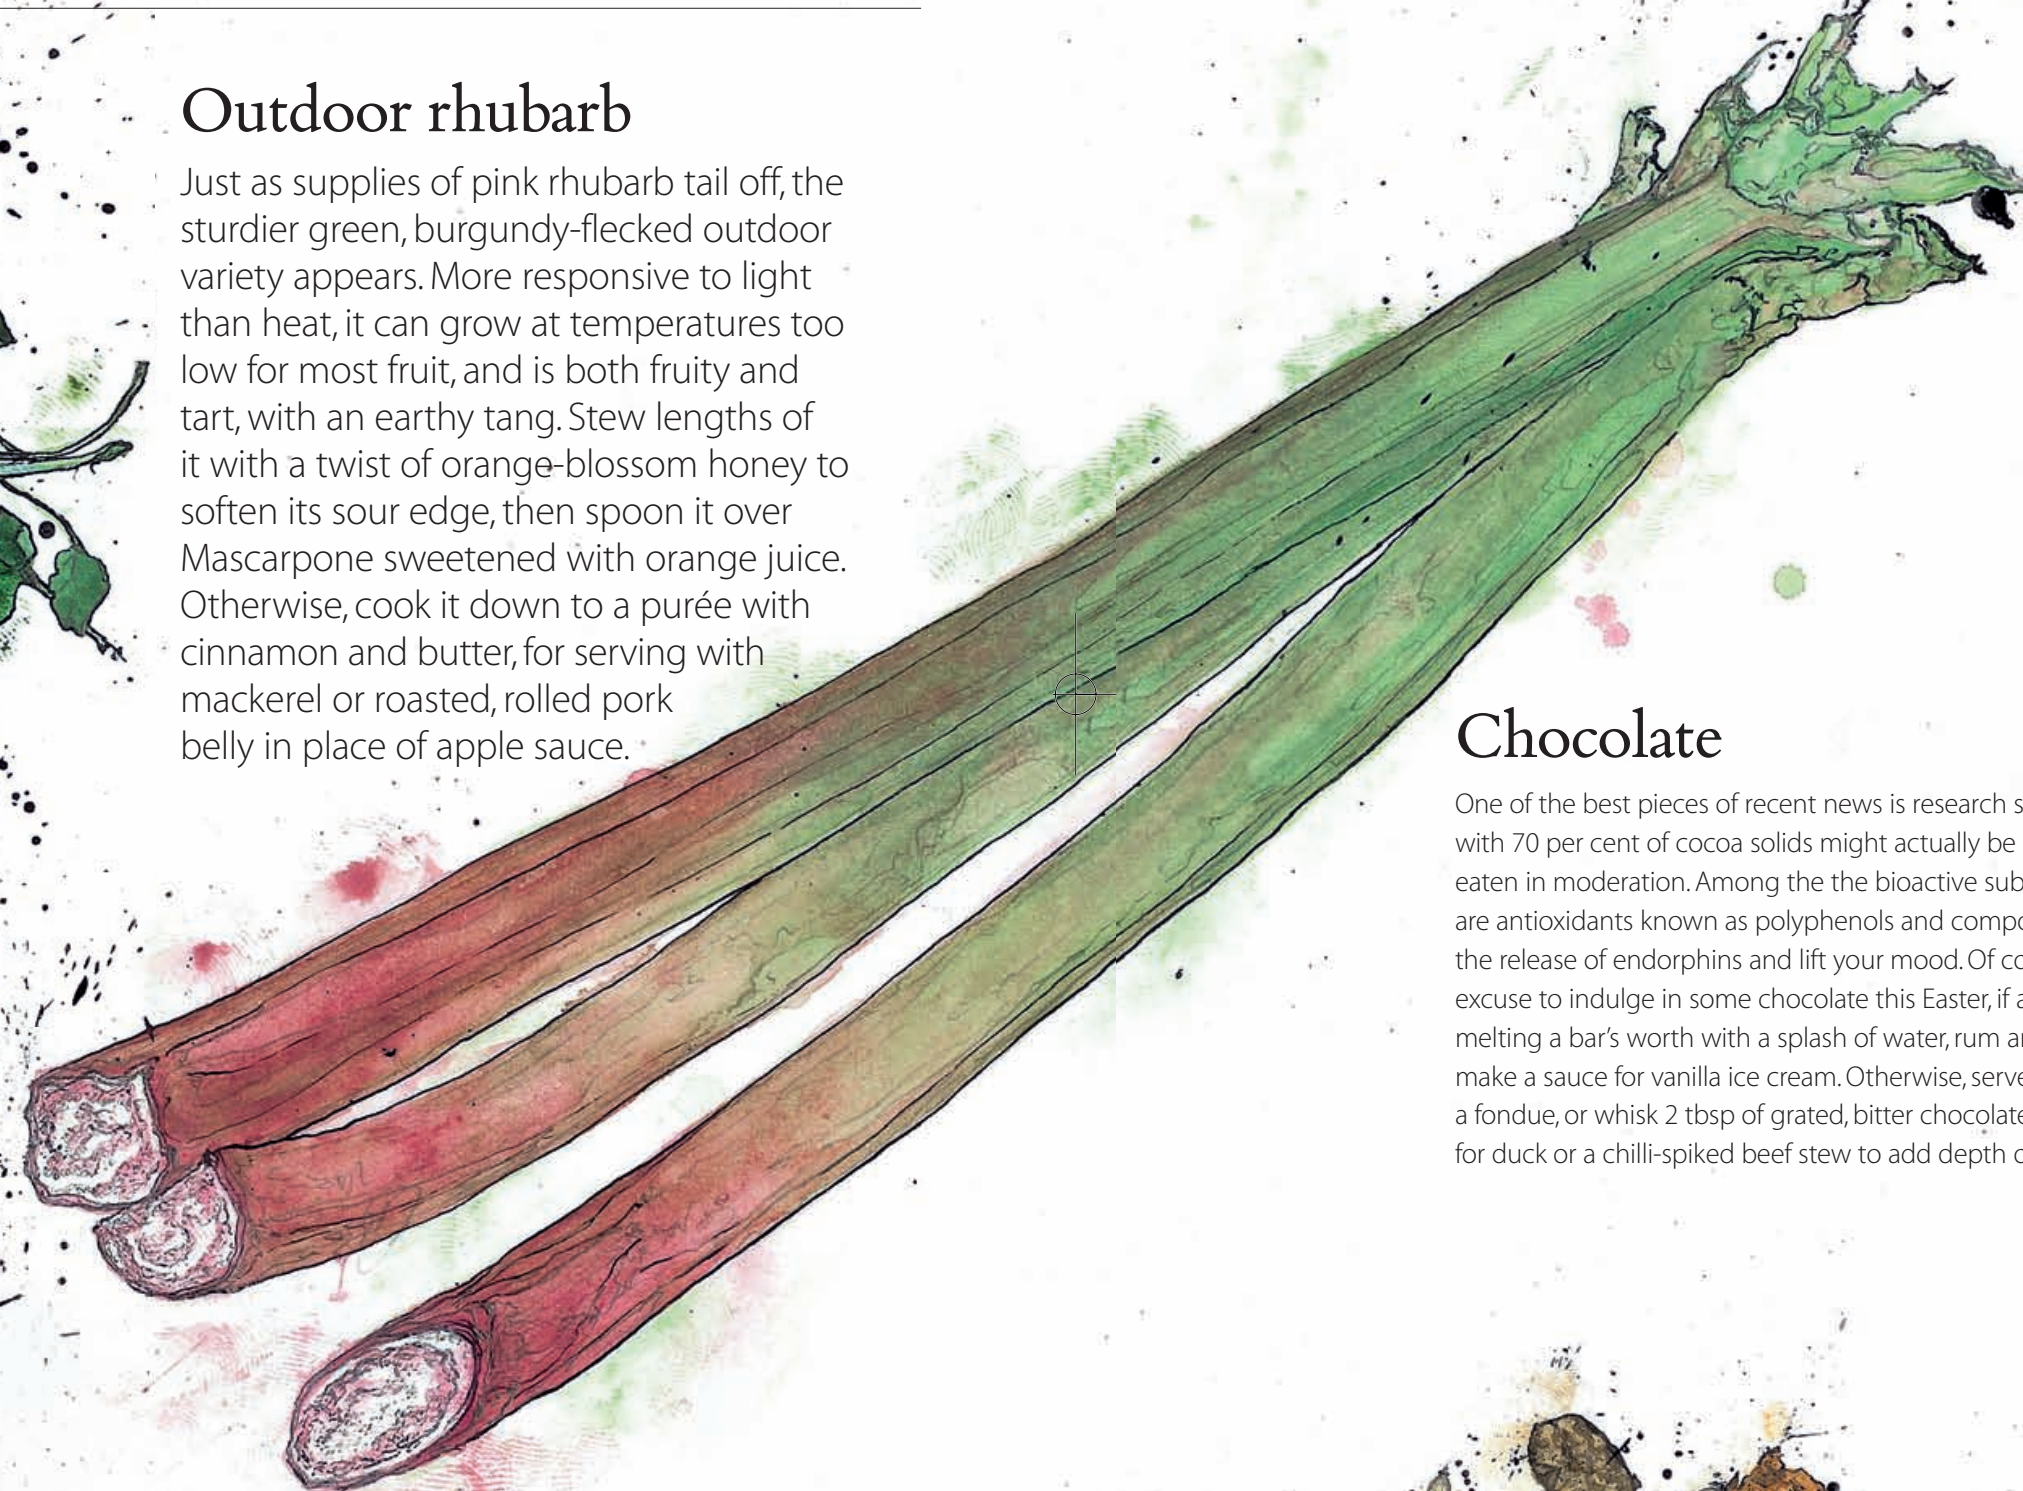 Outdoor rhubarb
Just as supplies of pink rhubarb tail off, the
sturdier green, burgundy-flecked outdoor
variety appears. More responsive to light
than heat, it can grow at temperatures too
low for most fruit, and is both fruity and
tart, with an earthy tang. Stew lengths of
it with a twist of orange-blossom honey to
soften its sour edge, then spoon it over
Mascarpone sweetened with orange juice.
Otherwise, cook it down to a purée with
cinnamon and butter, for serving with
mackerel or roasted, rolled pork
belly in place of apple sauce.
Chocolate
One of the best pieces of recent news is research
with 70 per cent of cocoa solids might actually be
eaten in moderation. Among the the bioactive
are antioxidants known as polyphenols and
the release of endorphins and lift your mood. Of
excuse to indulge in some chocolate this Easter, if
melting a bar's worth with a splash of water, rum
make a sauce for vanilla ice cream. Otherwise,
a fondue, or whisk 2 tbsp of grated, bitter chocolate
for duck or a chilli-spiked beef stew to add depth